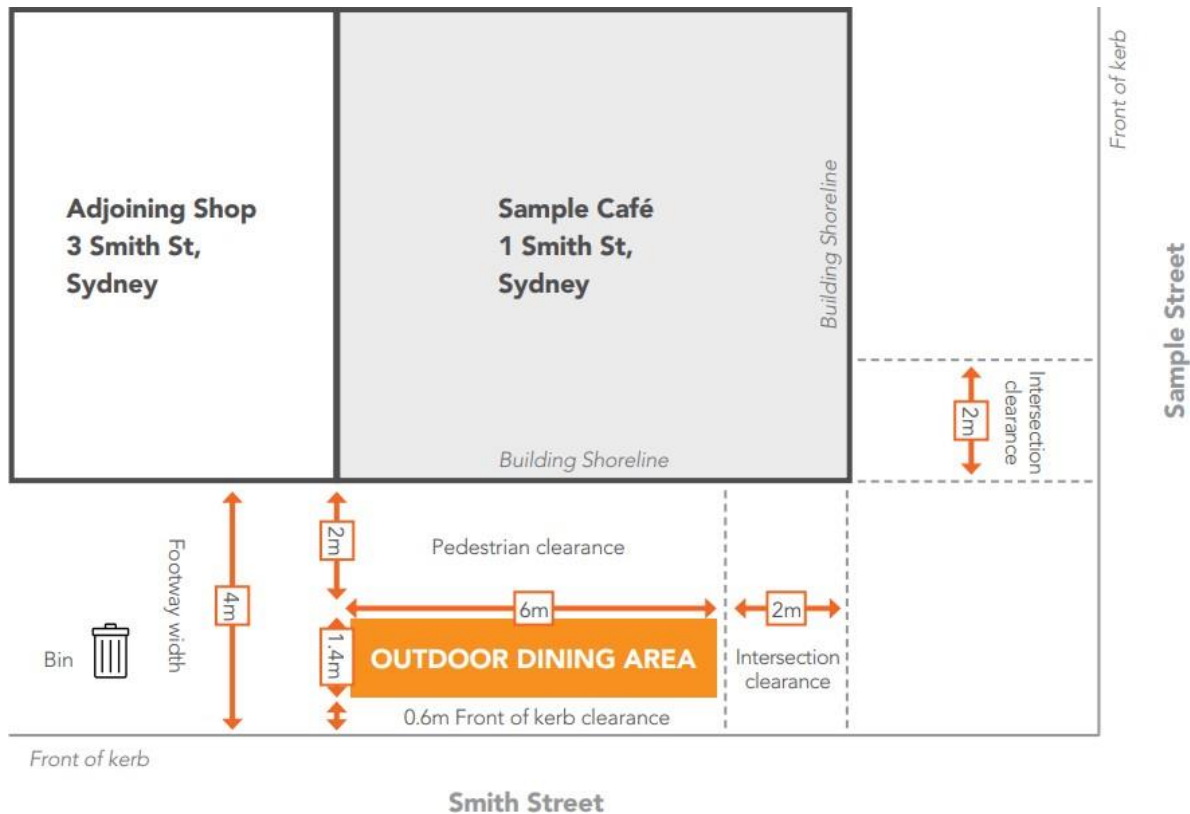 Front of kerb
Adjoining Shop
3 Smith St,
Sydney
Sample Café
1 Smith St,
Sydney
Building Shoreline
Sample Street
2m
Intersection
clearance
Building Shoreline
Footway width
4m
2m
Pedestrian clearance
6m
2m
Bin
1.4m
OUTDOOR DINING AREA
Intersection
clearance
0.6m Front of kerb clearance
Front of kerb
Smith Street